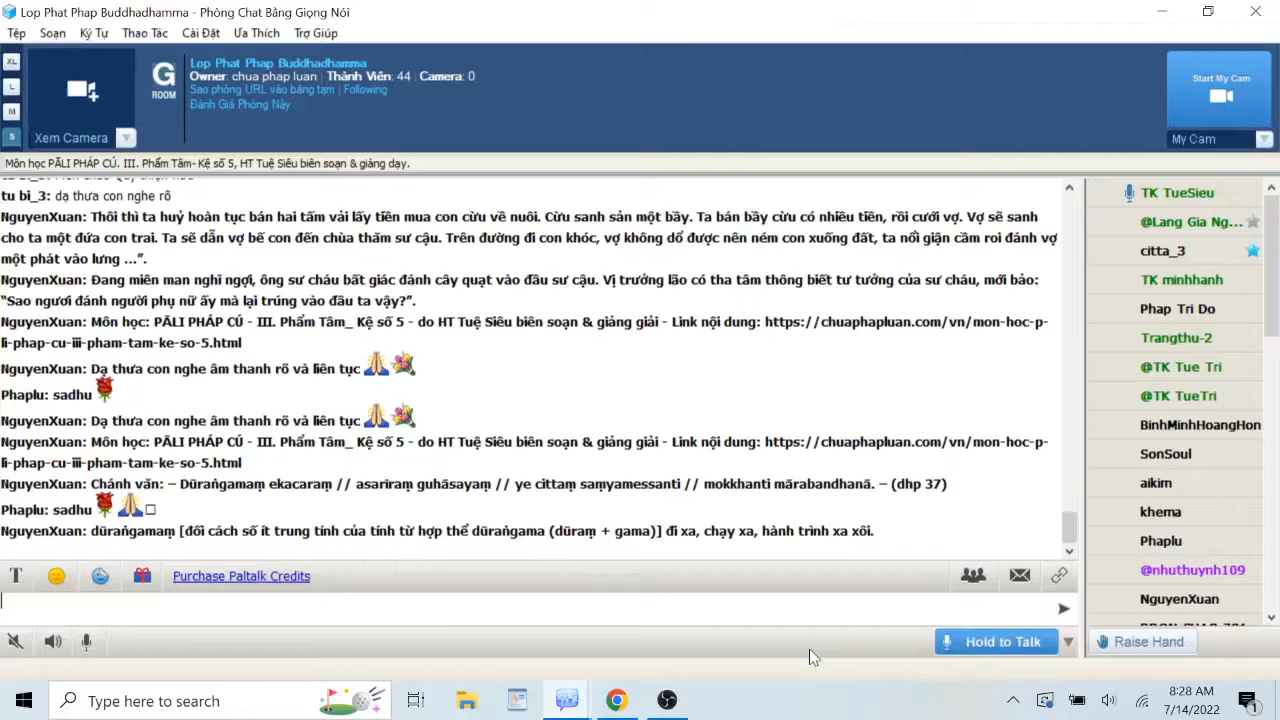 Lop Phat Phap Buddhadhamma - Phòng Chat Bằng Giọng Nói
Tệp Soạn Ký Tự Thao Tác Cài Đặt Ưa Thích Trợ Giúp
XL
L
M
S
Xem Camera
G
ROOM
Lop Phat Phap Buddhadhamma
Owner: chua phap luan | Thành Viên: 44 | Camera: 0
Sao phòng URL vào bảng tạm | Following
Đánh Giá Phòng Này
Start My Cam
My Cam
Môn học PĀLI PHÁP CÚ. III. Phẩm Tâm- Kệ số 5, HT Tuệ Siêu biên soạn & giảng dạy.
tu bi_3: dạ thưa con nghe rõ
NguyenXuan: Thôi thì ta huỷ hoàn tục bán hai tấm vải lấy tiền mua con cừu về nuôi. Cừu sanh sản một bầy. Ta bán bầy cừu có nhiều tiền, rồi cưới vợ. Vợ sẽ sanh
cho ta một đứa con trai. Ta sẽ dẫn vợ bế con đến chùa thăm sư cậu. Trên đường đi con khóc, vợ không dổ được nên ném con xuống đất, ta nổi giận cầm roi đánh vợ
một phát vào lưng ...”.
NguyenXuan: Đang miên man nghĩ ngợi, ông sư cháu bất giác đánh cây quạt vào đầu sư cậu. Vị trưởng lão có tha tâm thông biết tư tưởng của sư cháu, mới bảo:
“Sao ngươi đánh người phụ nữ ấy mà lại trúng vào đầu ta vậy?”.
NguyenXuan: Môn học: PĀLI PHÁP CÚ - III. Phẩm Tâm_ Kệ số 5 - do HT Tuệ Siêu biên soạn & giảng giải - Link nội dung: https://chuaphapluan.com/vn/mon-hoc-p-
li-phap-cu-iii-pham-tam-ke-so-5.html
NguyenXuan: Dạ thưa con nghe âm thanh rõ và liên tục
Phaplu: sadhu
NguyenXuan: Dạ thưa con nghe âm thanh rõ và liên tục
NguyenXuan: Môn học: PĀLI PHÁP CÚ - III. Phẩm Tâm_ Kệ số 5 - do HT Tuệ Siêu biên soạn & giảng giải - Link nội dung: https://chuaphapluan.com/vn/mon-hoc-p-
li-phap-cu-iii-pham-tam-ke-so-5.html
NguyenXuan: Chánh văn: – Dūraṅgamaṃ ekacaraṃ // asarīraṃ guhāsayaṃ // ye cittaṃ saṃyamessanti // mokkhanti mārabandhanā. – (dhp 37)
Phaplu: sadhu
NguyenXuan: dūraṅgamaṃ [đối cách số ít trung tính của tính từ hợp thể dūraṅgama (dūraṃ + gama)] đi xa, chạy xa, hành trình xa xôi.
TK TueSieu
@Lang Gia Ng...
citta_3
TK minhhanh
Phap Tri Do
Trangthu-2
@TK Tue Tri
@TK TueTri
BinhMinhHoangHon
SonSoul
aikim
khema
Phaplu
@nhuthuynh109
NguyenXuan
T
Purchase Paltalk Credits
Hold to Talk
Raise Hand
Type here to search
8:28 AM
7/14/2022
1